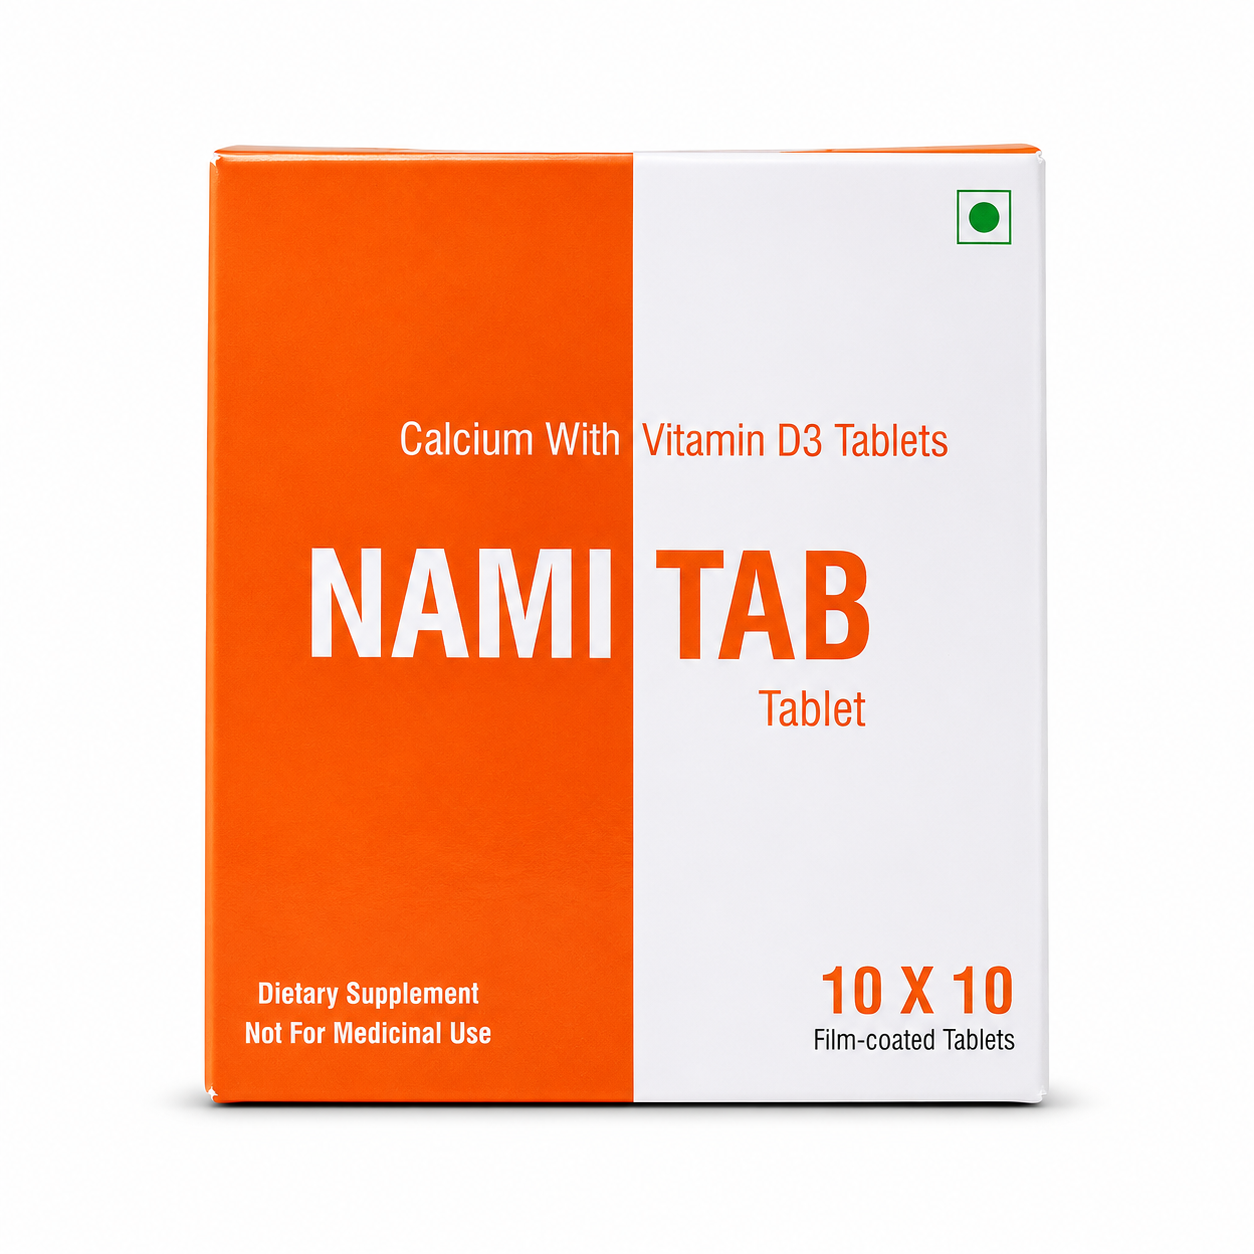 Calcium With Vitamin D3 Tablets
NAMI TAB
Tablet
Dietary Supplement
Not For Medicinal Use
10 X 10
Film-coated Tablets